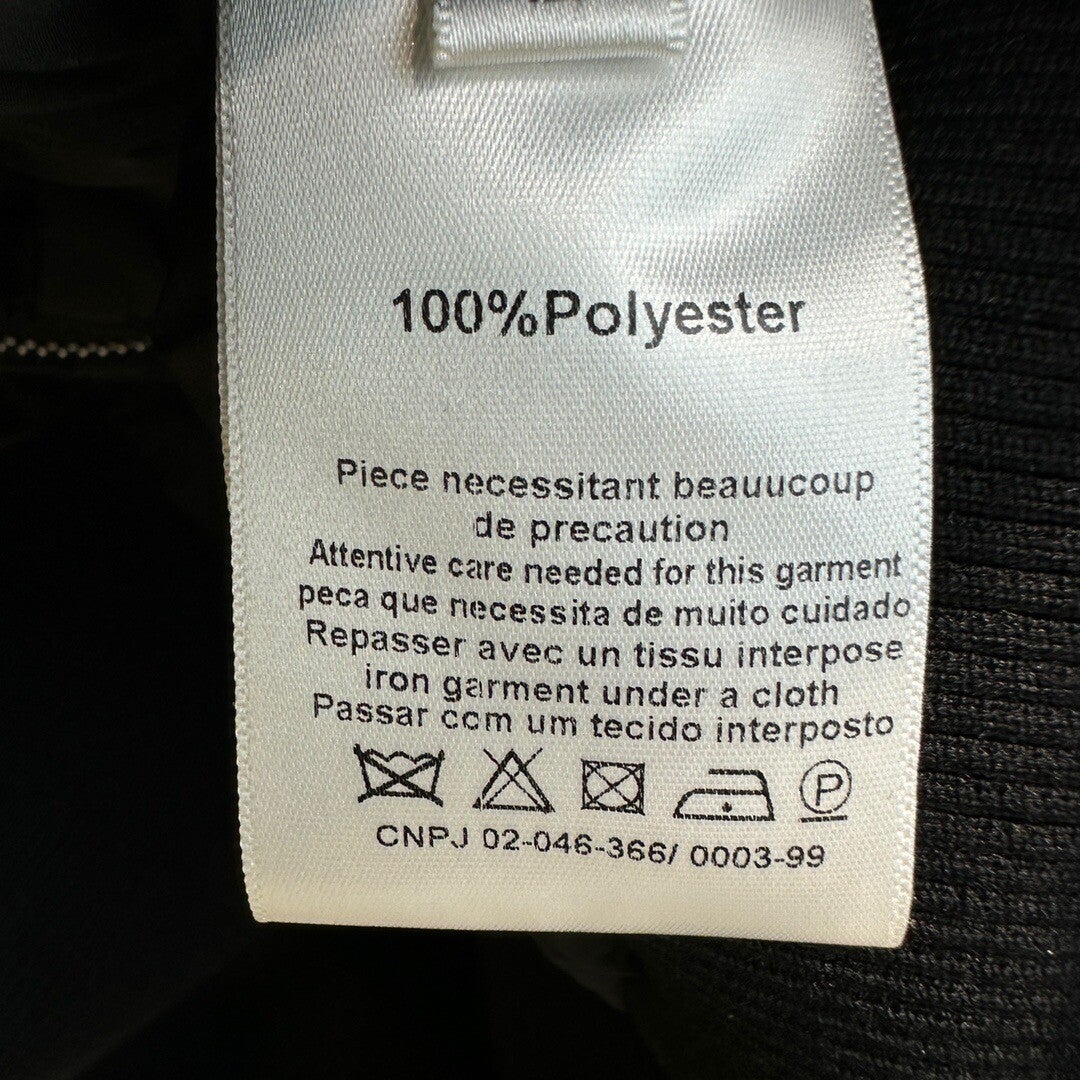 100%Polyester
Piece necessitant beauucoup
de precaution
Attentive care needed for this garment
peca que necessita de muito cuidado
Repasser avec un tissu interpose
iron garment under a cloth
Passar com um tecido interposto
P
CNPJ 02-046-366/ 0003-99